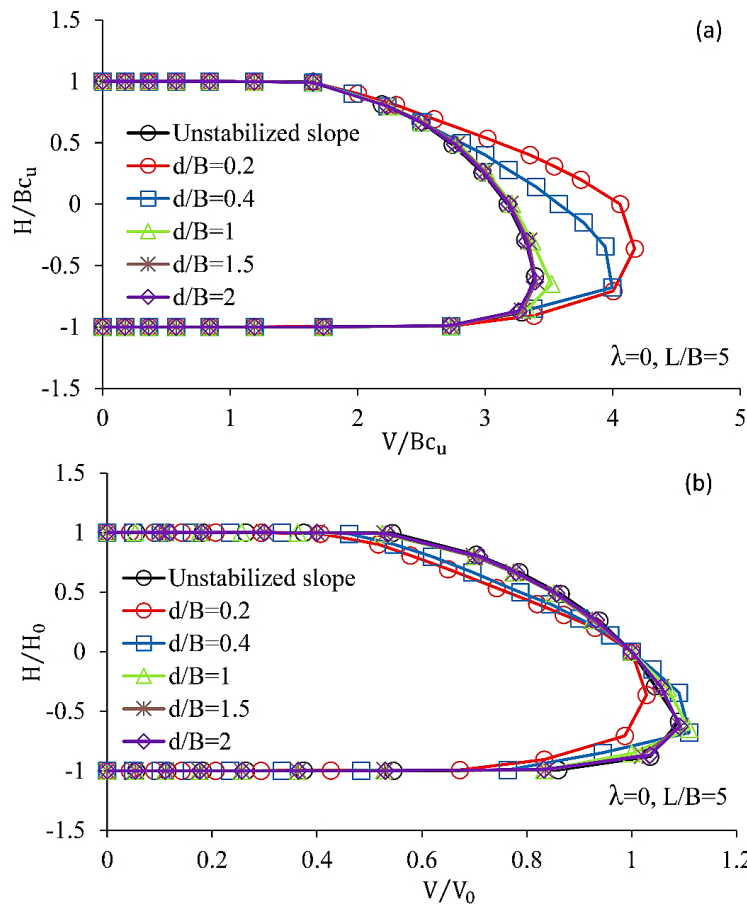 (a)
1.5
1
0.5
0
-0.5
-1
-1.5
H/Bcu
Unstabilized slope
d/B=0.2
d/B=0.4
d/B=1
d/B=1.5
d/B=2
λ=0, L/B=5
0 1 2 3 4 5
V/Bcu
(b)
1.5
1
0.5
0
-0.5
-1
-1.5
H/H0
Unstabilized slope
d/B=0.2
d/B=0.4
d/B=1
d/B=1.5
d/B=2
λ=0, L/B=5
0 0.2 0.4 0.6 0.8 1 1.2
V/V0